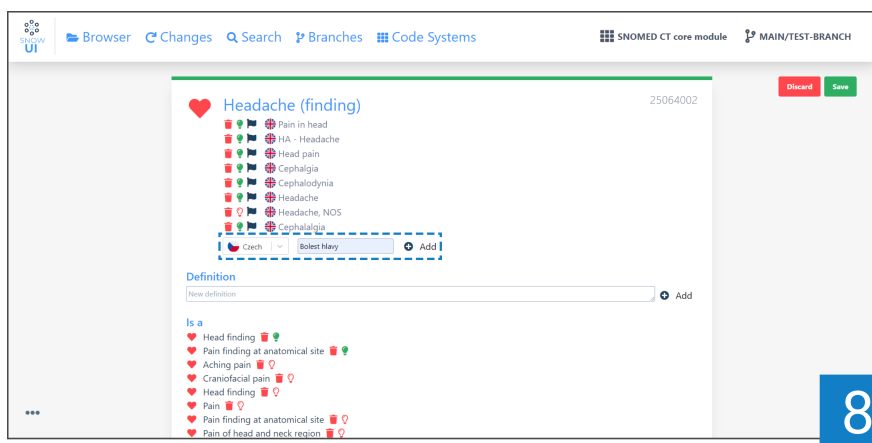 SNOW
UI
Browser Changes Search Branches Code Systems SNOMED CT core module MAIN/TEST-BRANCH
Discard Save
Headache (finding) 25064002
Pain in head
HA - Headache
Head pain
Cephalgia
Cephalodynia
Headache
Headache, NOS
Cephalalgia
Czech Bolest hlavy Add
Definition
New definition Add
Is a
Head finding
Pain finding at anatomical site
Aching pain
Craniofacial pain
Head finding
Pain
Pain finding at anatomical site
Pain of head and neck region
8